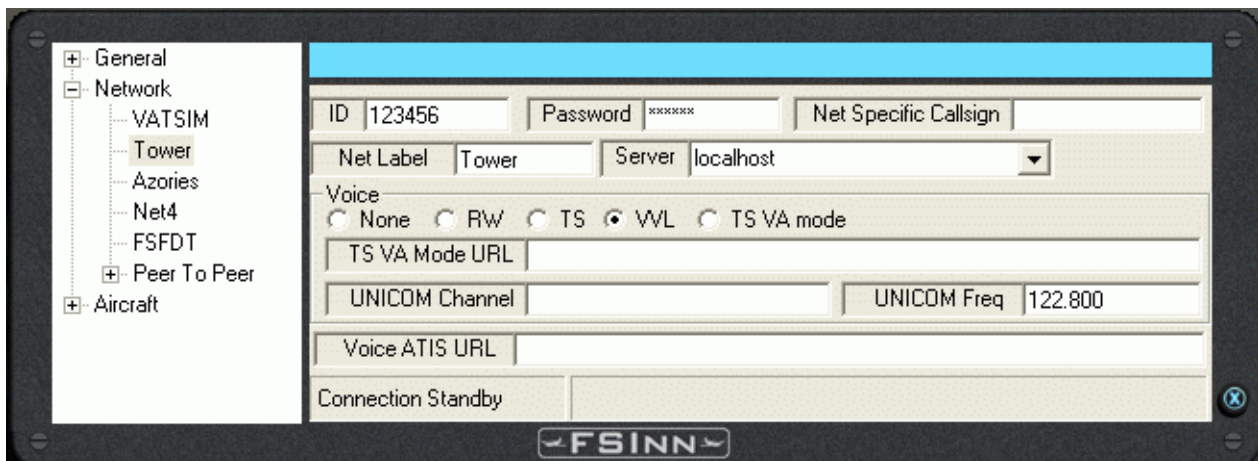 General
Network
VATSIM
Tower
Azories
Net4
FSFDT
Peer To Peer
Aircraft
ID 123456 Password ****** Net Specific Callsign
Net Label Tower Server localhost
Voice
None RW TS VVL TS VA mode
TS VA Mode URL
UNICOM Channel UNICOM Freq 122.800
Voice ATIS URL
Connection Standby
FSINN